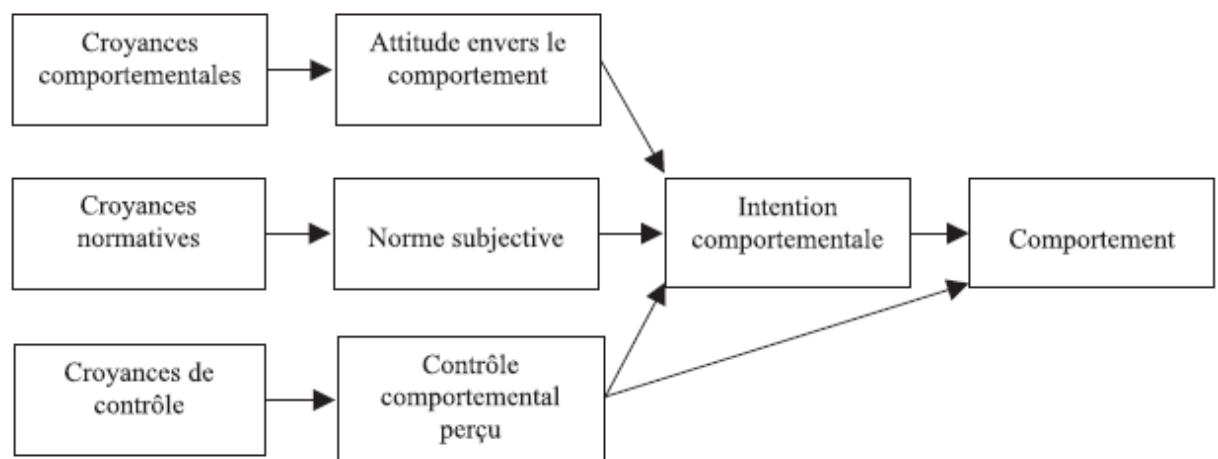 Croyances
comportementales
Attitude envers le
comportement
Croyances
normatives
Norme subjective
Intention
comportementale
Comportement
Croyances de
contrôle
Contrôle
comportemental
perçu